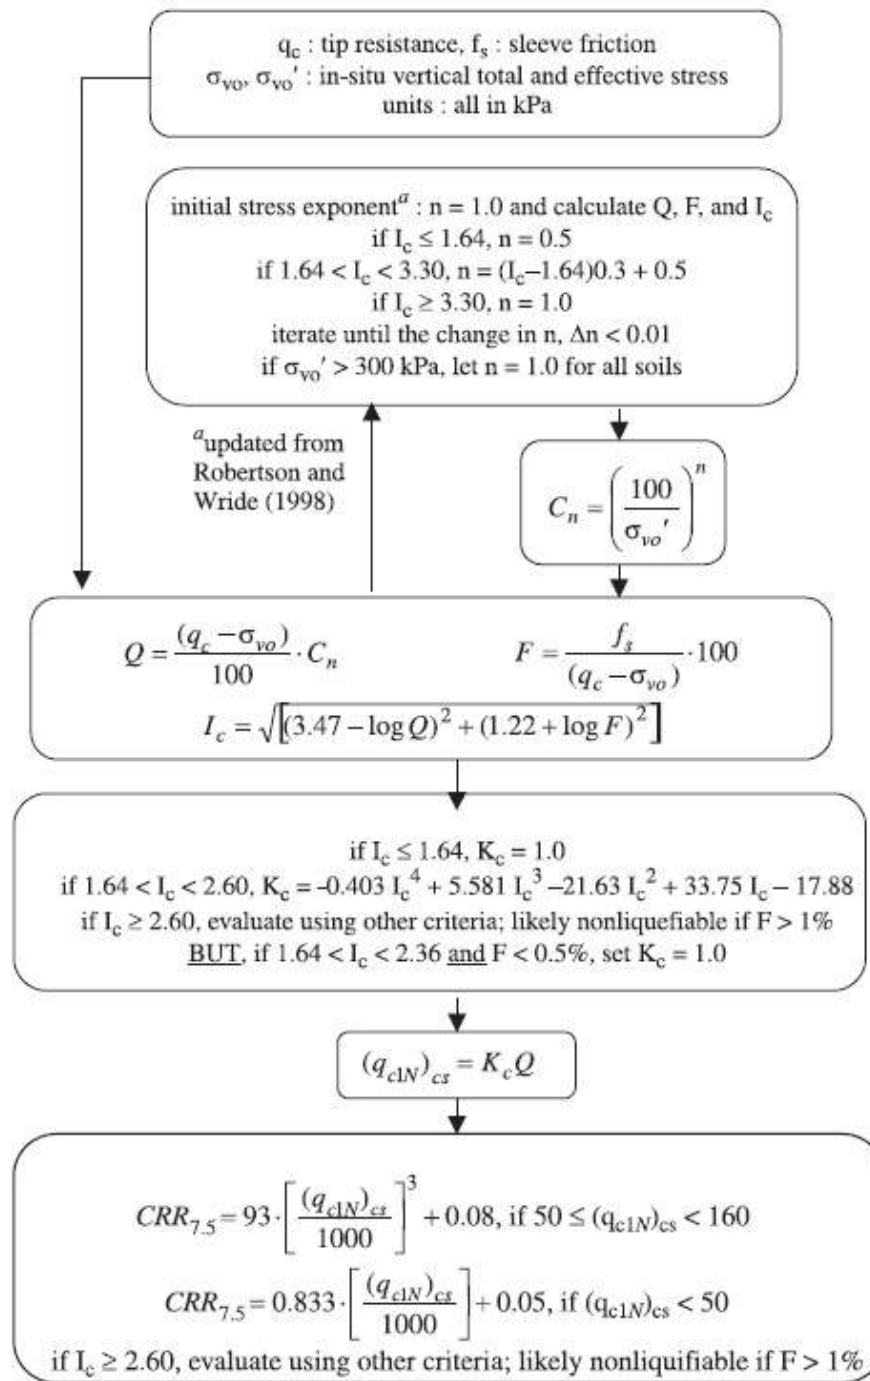 q_c : tip resistance, f_s : sleeve friction
σ_vo, σ_vo′ : in-situ vertical total and effective stress
units : all in kPa
initial stress exponent^a : n = 1.0 and calculate Q, F, and I_c
if I_c ≤ 1.64, n = 0.5
if 1.64 < I_c < 3.30, n = (I_c–1.64)0.3 + 0.5
if I_c ≥ 3.30, n = 1.0
iterate until the change in n, Δn < 0.01
if σ_vo′ > 300 kPa, let n = 1.0 for all soils
^a updated from
Robertson and
Wride (1998)
C_n = (100 / σ_vo′)^n
Q = (q_c – σ_vo) / 100 · C_n
F = f_s / (q_c – σ_vo) · 100
I_c = √[(3.47 – log Q)^2 + (1.22 + log F)^2]
if I_c ≤ 1.64, K_c = 1.0
if 1.64 < I_c < 2.60, K_c = –0.403 I_c^4 + 5.581 I_c^3 –21.63 I_c^2 + 33.75 I_c – 17.88
if I_c ≥ 2.60, evaluate using other criteria; likely nonliquefiable if F > 1%
BUT, if 1.64 < I_c < 2.36 and F < 0.5%, set K_c = 1.0
(q_c1N)_cs = K_c Q
CRR_7.5 = 93 · [(q_c1N)_cs / 1000]^3 + 0.08, if 50 ≤ (q_c1N)_cs < 160
CRR_7.5 = 0.833 · [(q_c1N)_cs / 1000] + 0.05, if (q_c1N)_cs < 50
if I_c ≥ 2.60, evaluate using other criteria; likely nonliquifiable if F > 1%